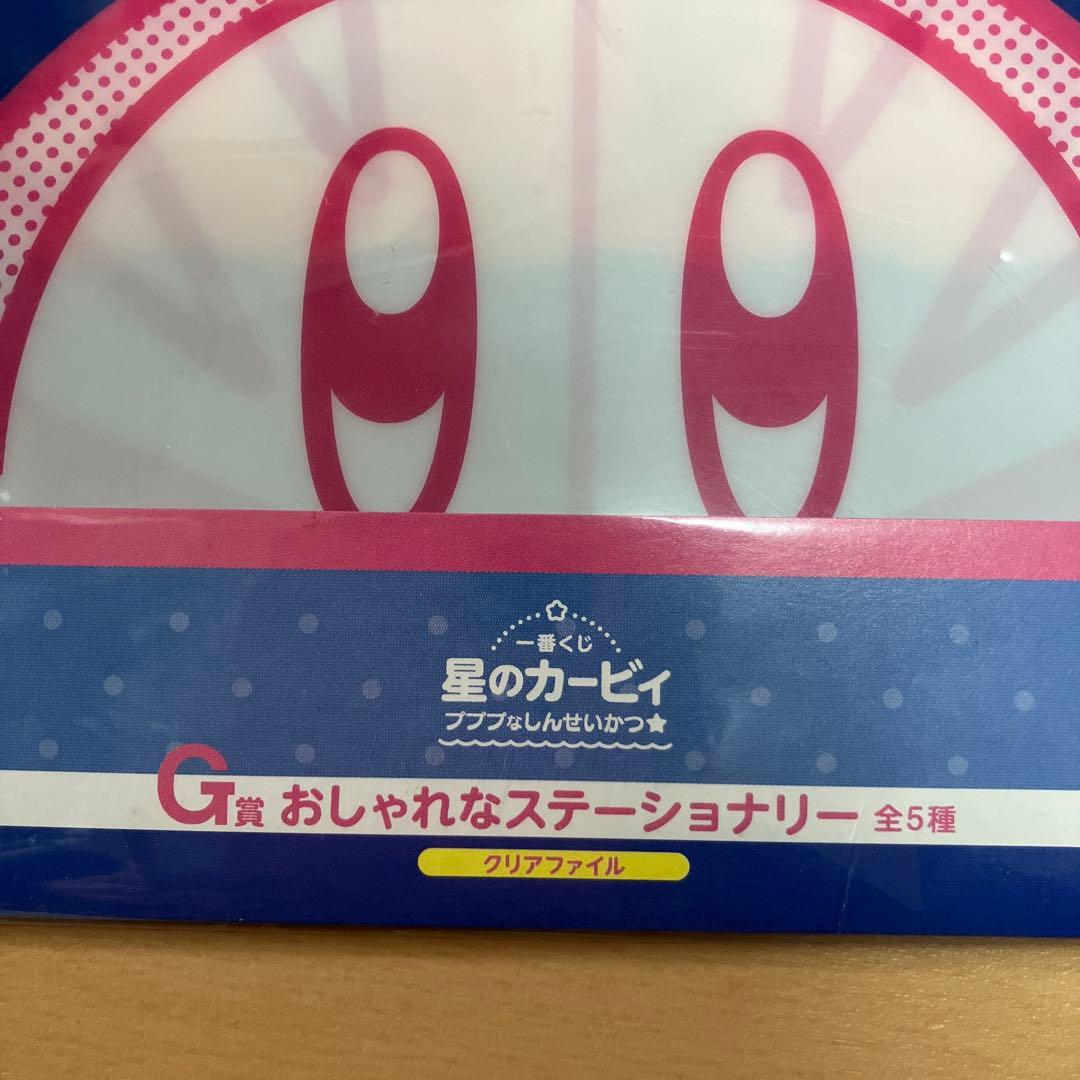 一番くじ
星のカービィ
プププなしんせいかつ★
G賞 おしゃれなステーショナリー 全5種
クリアファイル